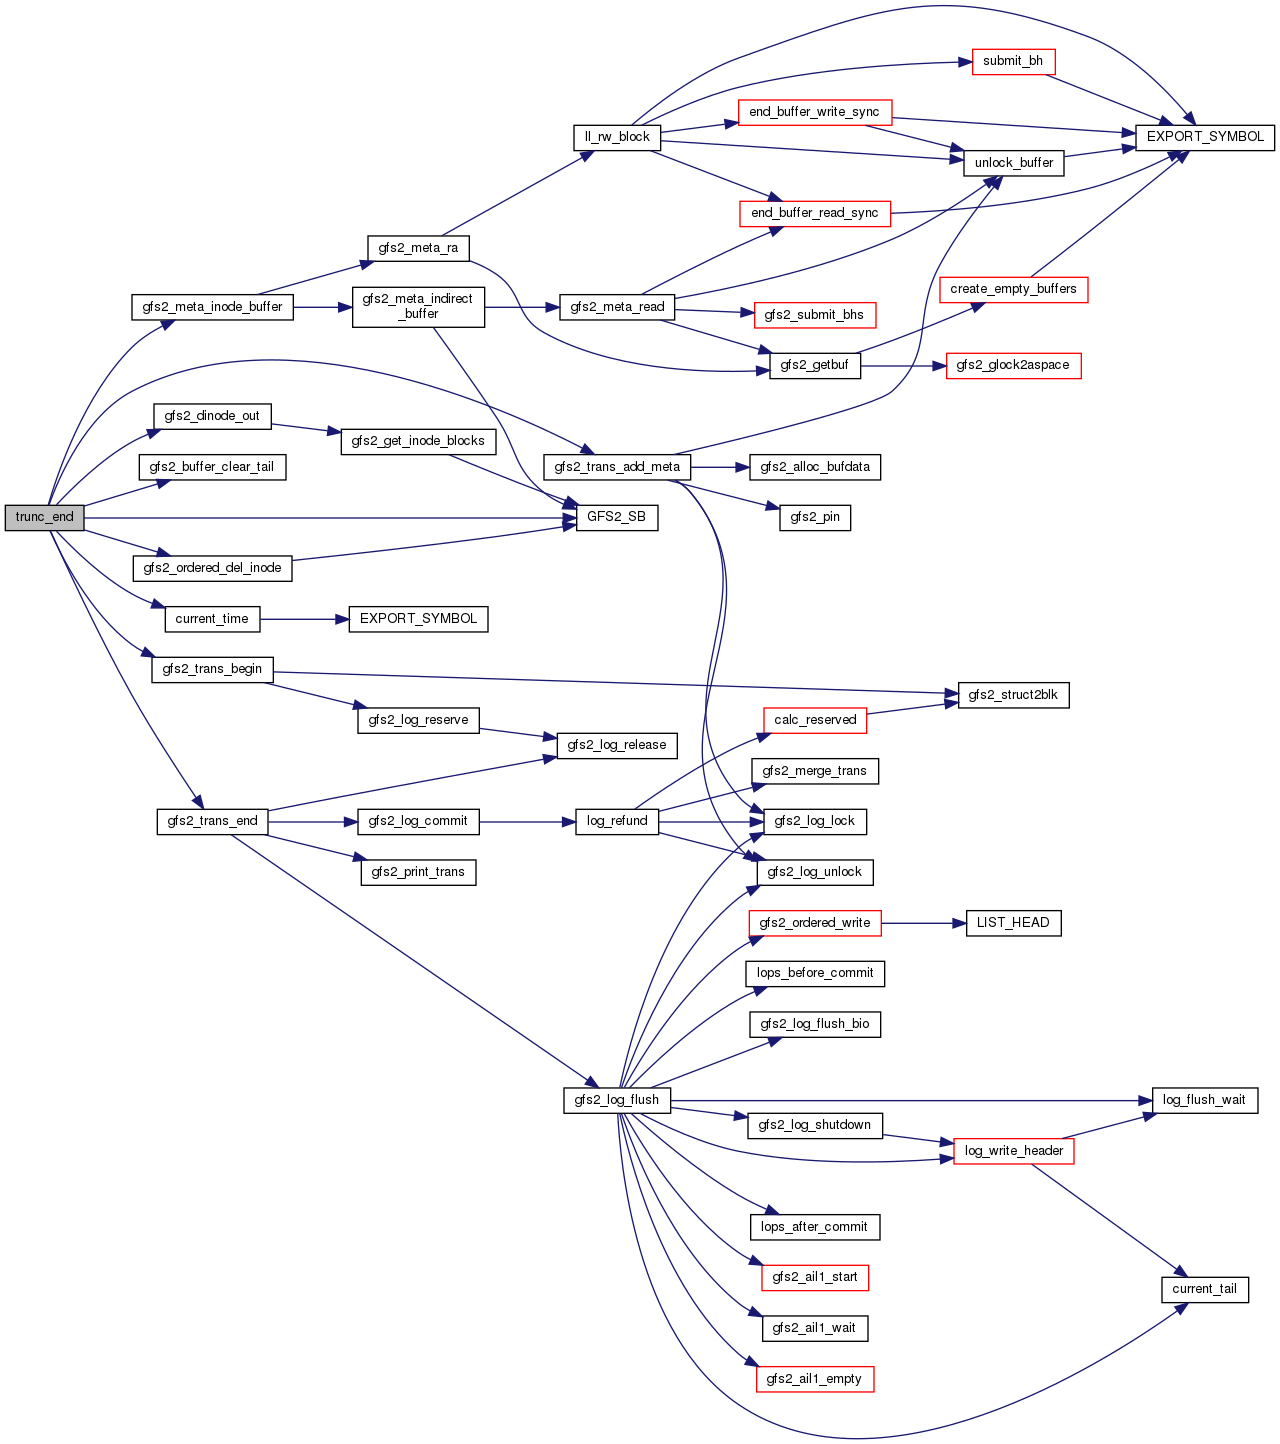 submit_bh
end_buffer_write_sync
ll_rw_block
EXPORT_SYMBOL
unlock_buffer
end_buffer_read_sync
gfs2_meta_ra
create_empty_buffers
gfs2_meta_inode_buffer
gfs2_meta_indirect
_buffer
gfs2_meta_read
gfs2_submit_bhs
gfs2_getbuf
gfs2_glock2aspace
gfs2_dinode_out
gfs2_get_inode_blocks
gfs2_buffer_clear_tail
gfs2_trans_add_meta
gfs2_alloc_bufdata
trunc_end
GFS2_SB
gfs2_pin
gfs2_ordered_del_inode
current_time
EXPORT_SYMBOL
gfs2_trans_begin
gfs2_struct2blk
gfs2_log_reserve
calc_reserved
gfs2_log_release
gfs2_merge_trans
gfs2_trans_end
gfs2_log_commit
log_refund
gfs2_log_lock
gfs2_print_trans
gfs2_log_unlock
gfs2_ordered_write
LIST_HEAD
lops_before_commit
gfs2_log_flush_bio
gfs2_log_flush
log_flush_wait
gfs2_log_shutdown
log_write_header
lops_after_commit
gfs2_ail1_start
current_tail
gfs2_ail1_wait
gfs2_ail1_empty